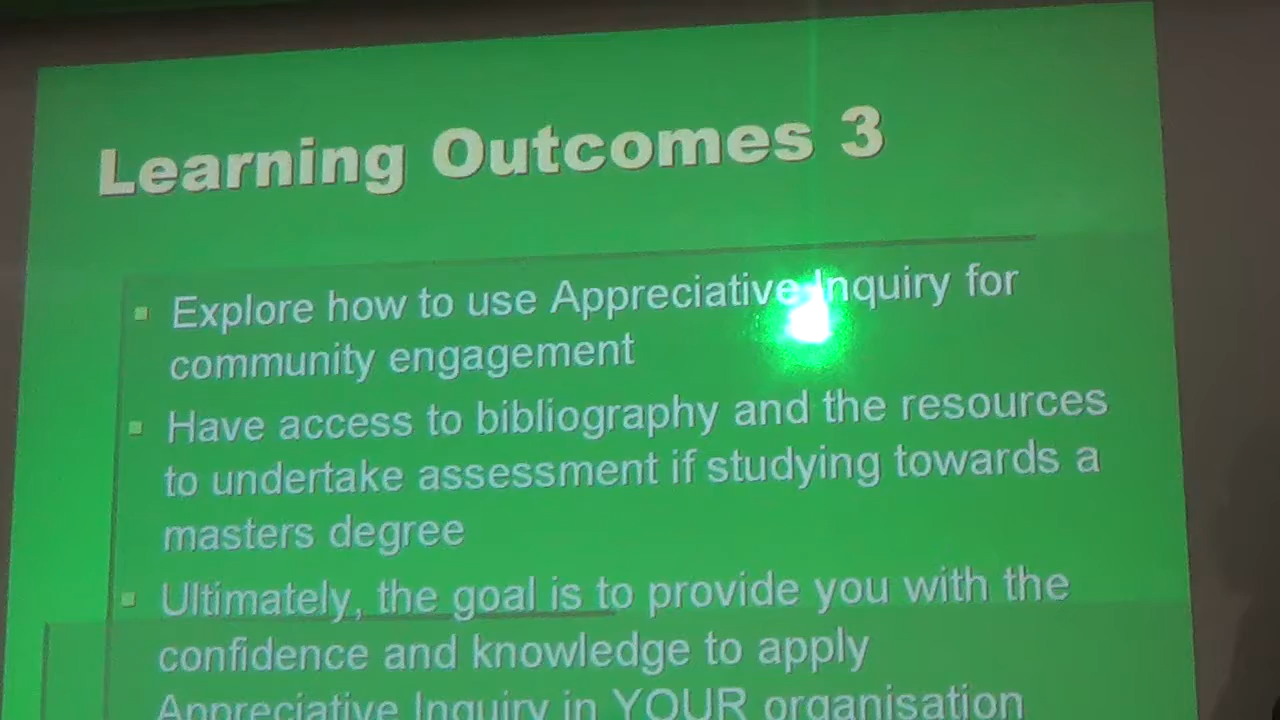 Learning Outcomes 3
Explore how to use Appreciative Inquiry for
community engagement
Have access to bibliography and the resources
to undertake assessment if studying towards a
masters degree
Ultimately, the goal is to provide you with the
confidence and knowledge to apply
Appreciative Inquiry in YOUR organisation